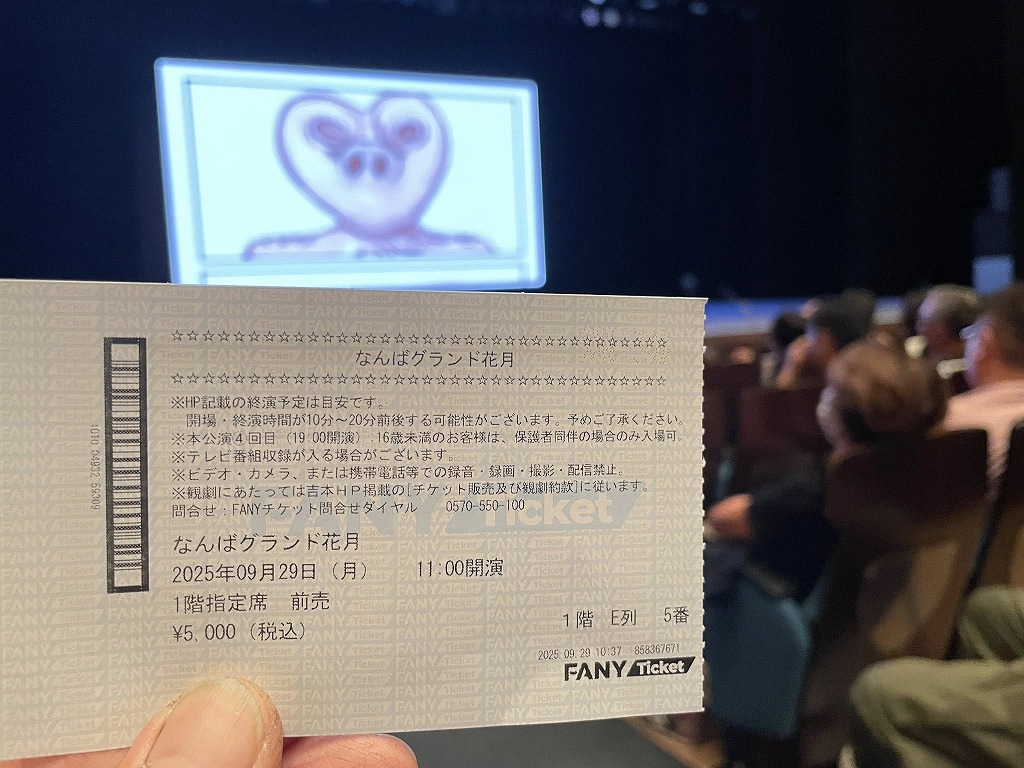 ☆☆☆☆☆☆☆☆☆☆☆☆☆☆☆☆☆☆☆☆☆☆☆☆☆☆☆☆☆☆☆☆☆
なんばグランド花月
☆☆☆☆☆☆☆☆☆☆☆☆☆☆☆☆☆☆☆☆☆☆☆☆☆☆☆☆☆☆☆☆☆
※HP記載の終演予定は目安です。
開場・終演時間が10分～20分前後する可能性がございます。予めご了承ください。
※本公演4回目（19:00開演）:16歳未満のお客様は、保護者同伴の場合のみ入場可。
※テレビ番組収録が入る場合がございます。
※ビデオ・カメラ、または携帯電話等での録音・録画・撮影・配信禁止。
※観劇にあたっては吉本HP掲載の[チケット販売及び観劇約款]に従います。
問合せ：FANYチケット問合せダイヤル　0570-550-100
なんばグランド花月
2025年09月29日（月）　11:00開演
1階指定席　前売
¥5,000（税込）
1階　E列　5番
2025.09.29 10:37　858367671
FANY Ticket